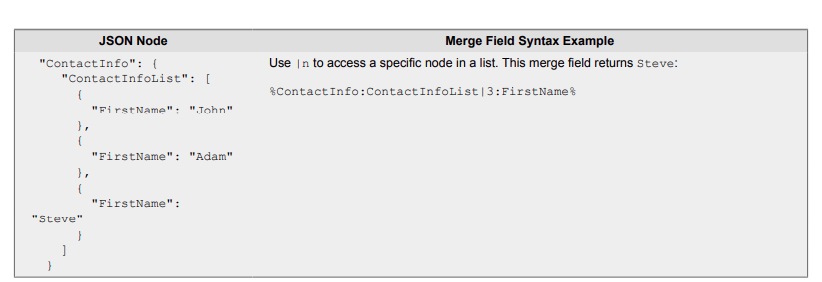 JSON Node
Merge Field Syntax Example
"ContactInfo": {
"ContactInfoList": [
{
"FirstName": "John"
},
{
"FirstName": "Adam"
},
{
"FirstName":
"Steve"
}
]
}
Use |n to access a specific node in a list. This merge field returns Steve:
%ContactInfo:ContactInfoList|3:FirstName%